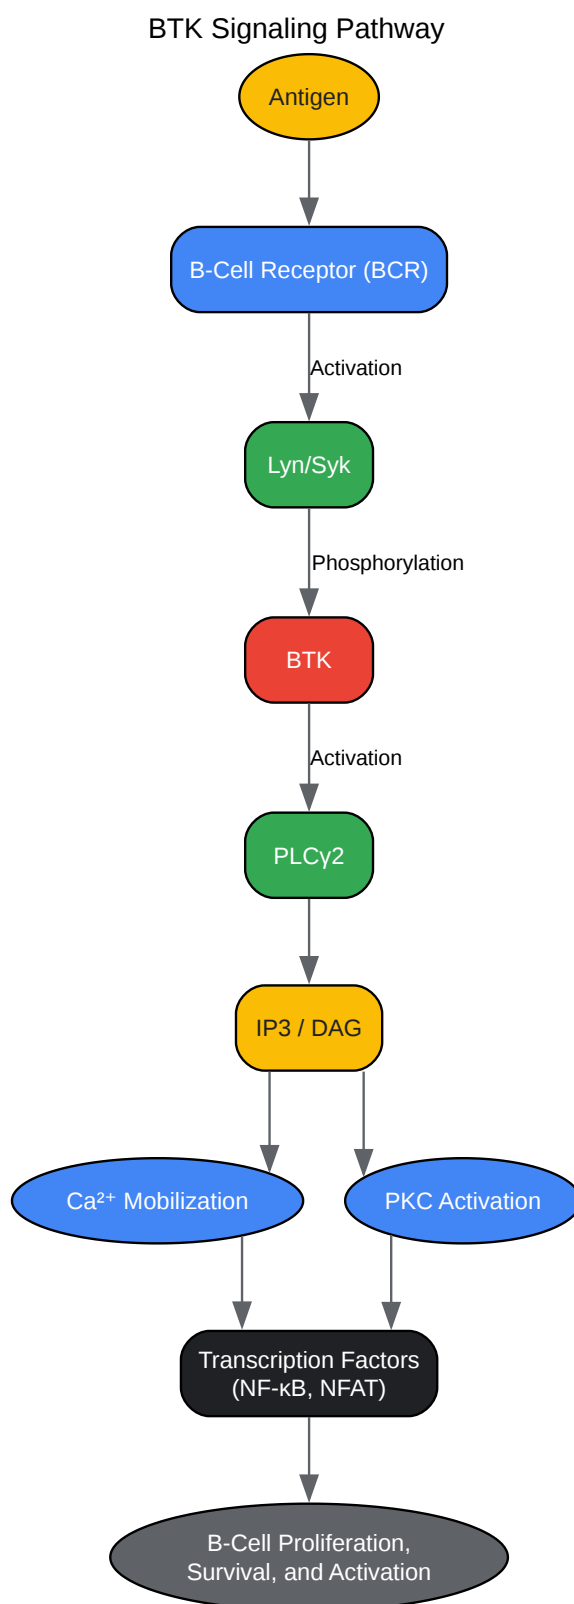 BTK Signaling Pathway
Antigen
B-Cell Receptor (BCR)
Activation
Lyn/Syk
Phosphorylation
BTK
Activation
PLCγ2
IP3 / DAG
Ca²⁺ Mobilization
PKC Activation
Transcription Factors
(NF-κB, NFAT)
B-Cell Proliferation,
Survival, and Activation